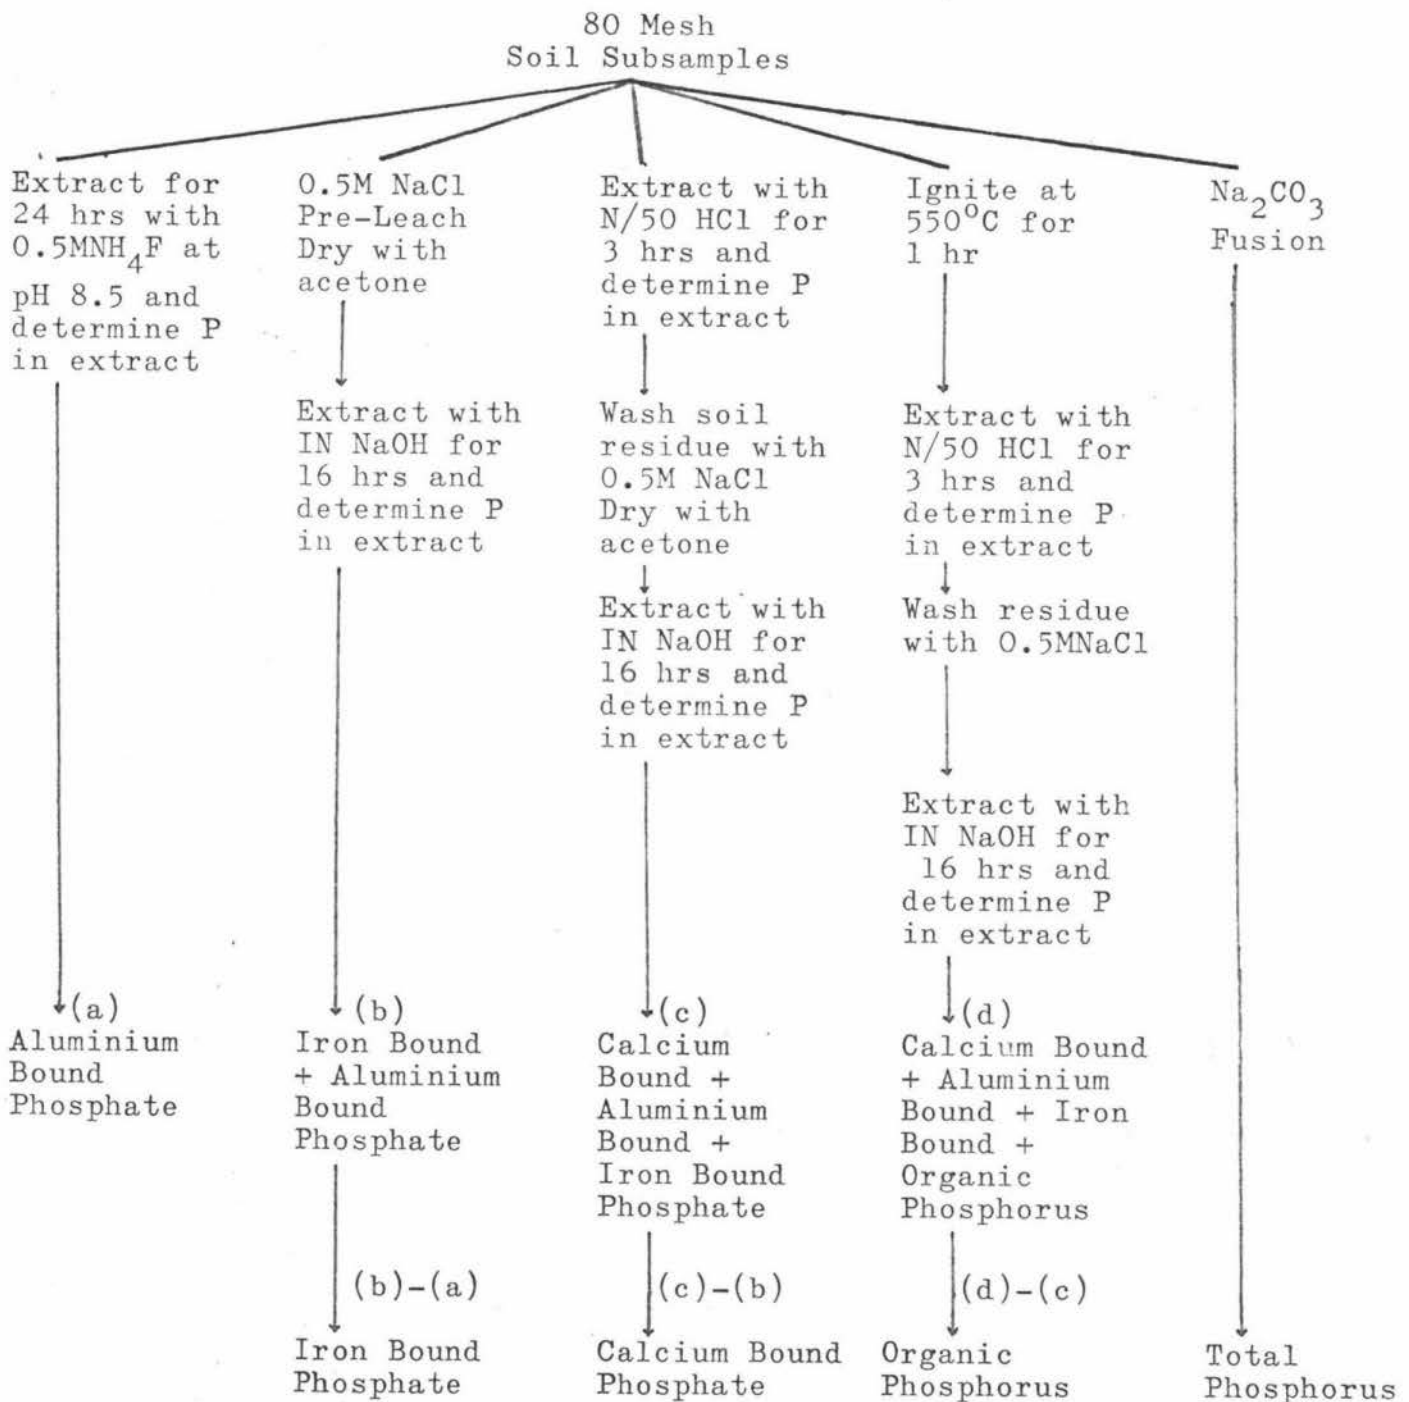 80 Mesh
Soil Subsamples
Extract for
24 hrs with
0.5MNH₄F at
pH 8.5 and
determine P
in extract
0.5M NaCl
Pre-Leach
Dry with
acetone
Extract with
N/50 HCl for
3 hrs and
determine P
in extract
Ignite at
550°C for
1 hr
Na₂CO₃
Fusion
Extract with
IN NaOH for
16 hrs and
determine P
in extract
Wash soil
residue with
0.5M NaCl
Dry with
acetone
Extract with
N/50 HCl for
3 hrs and
determine P
in extract
Extract with
IN NaOH for
16 hrs and
determine P
in extract
Wash residue
with 0.5MNaCl
Extract with
IN NaOH for
16 hrs and
determine P
in extract
(a)
Aluminium
Bound
Phosphate
(b)
Iron Bound
+ Aluminium
Bound
Phosphate
(c)
Calcium
Bound +
Aluminium
Bound +
Iron Bound
Phosphate
(d)
Calcium Bound
+ Aluminium
Bound + Iron
Bound +
Organic
Phosphorus
(b)-(a)
(c)-(b)
(d)-(c)
Iron Bound
Phosphate
Calcium Bound
Phosphate
Organic
Phosphorus
Total
Phosphorus